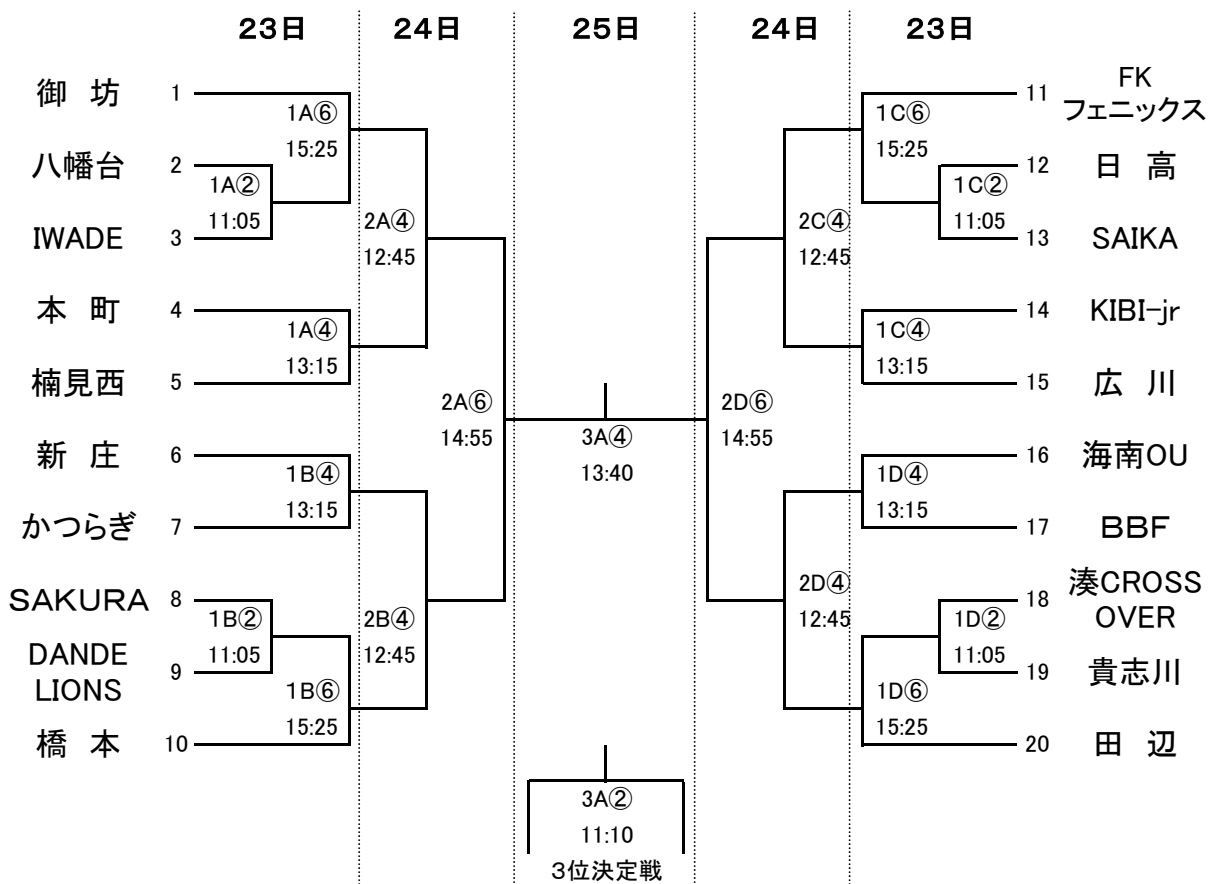 23日 24日 25日 24日 23日
御 坊 1
1A⑥
15:25
八幡台 2
1A②
11:05
IWADE 3
2A④
12:45
本 町 4
1A④
13:15
楠見西 5
2A⑥
14:55
新 庄 6
1B④
13:15
かつらぎ 7
SAKURA 8
1B②
11:05
DANDE
LIONS 9
2B④
12:45
1B⑥
15:25
橋 本 10
3A④
13:40
3A②
11:10
3位決定戦
11 FK
フェニックス
1C⑥
15:25
12 日 高
1C②
11:05
13 SAIKA
2C④
12:45
14 KIBI-jr
1C④
13:15
15 広 川
2D⑥
14:55
16 海南OU
1D④
13:15
17 BBF
2D④
12:45
18 湊CROSS
OVER
1D②
11:05
19 貴志川
1D⑥
15:25
20 田 辺